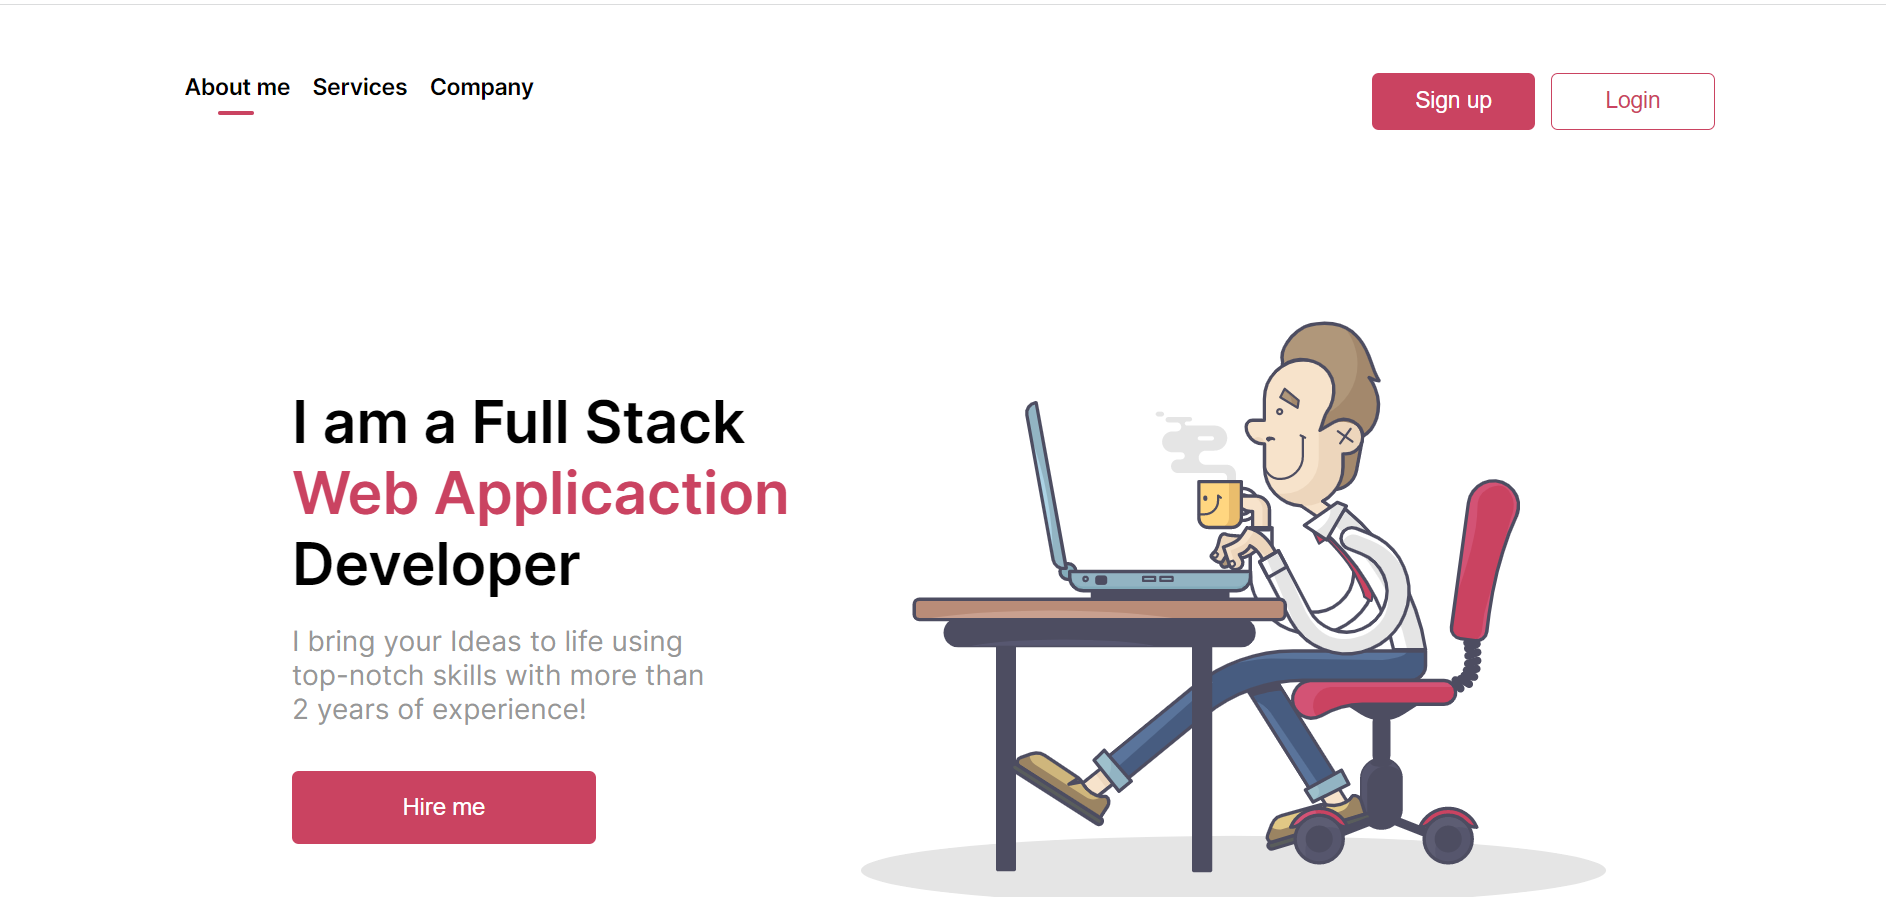 About me Services Company
Sign up Login
I am a Full Stack
Web Applicaction
Developer
I bring your Ideas to life using
top-notch skills with more than
2 years of experience!
Hire me